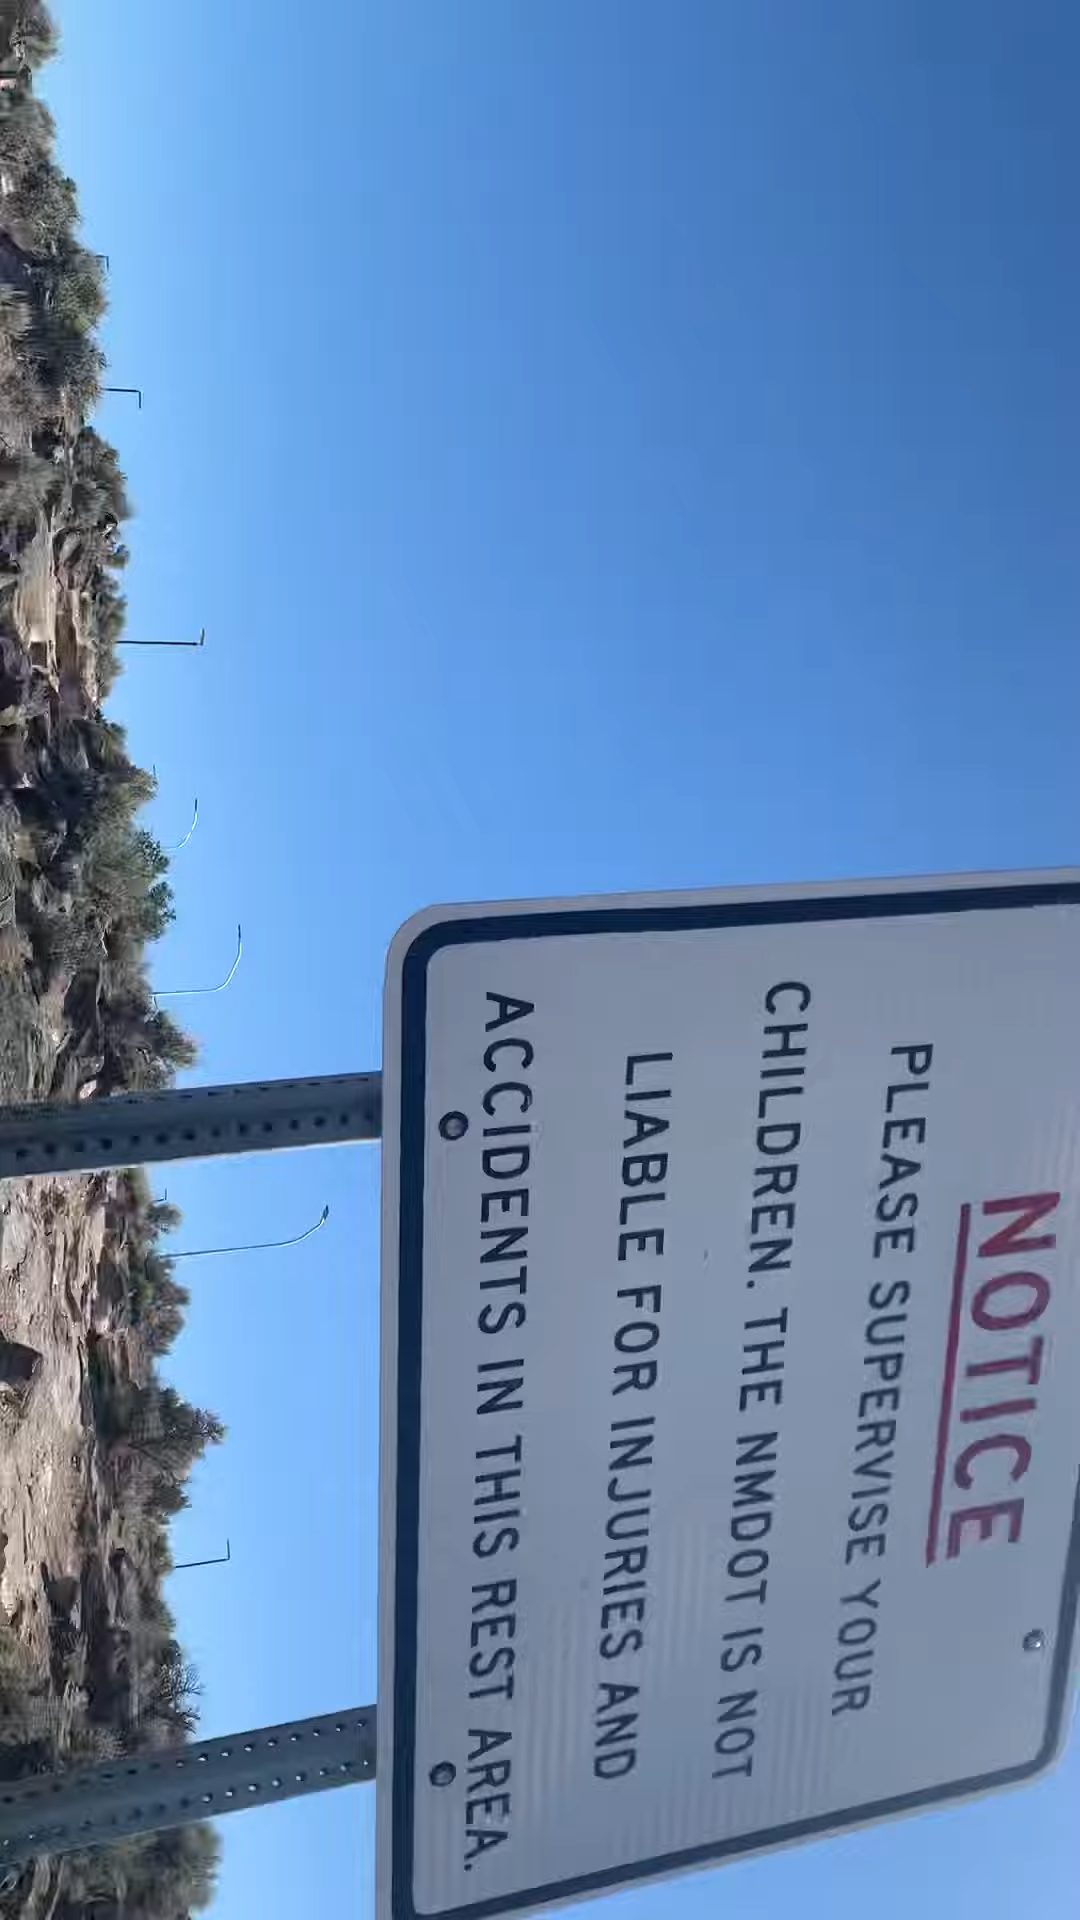 NOTICE
PLEASE SUPERVISE YOUR
CHILDREN. THE NMDOT IS NOT
LIABLE FOR INJURIES AND
ACCIDENTS IN THIS REST AREA.